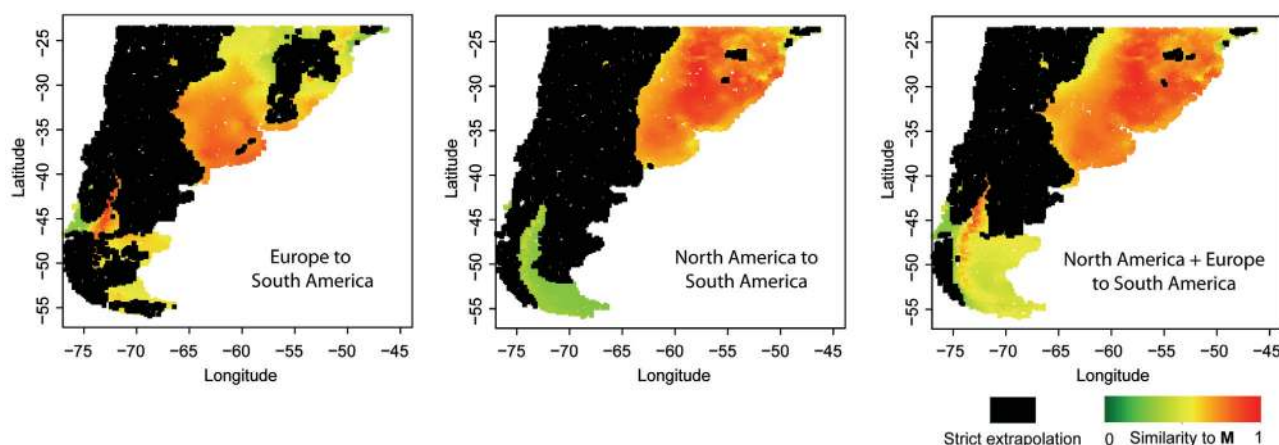 Latitude
−25
−30
−35
−40
−45
−50
−55
Europe to
South America
−75 −70 −65 −60 −55 −50 −45
Longitude
Latitude
−25
−30
−35
−40
−45
−50
−55
North America to
South America
−75 −70 −65 −60 −55 −50 −45
Longitude
Latitude
−25
−30
−35
−40
−45
−50
−55
North America + Europe
to South America
−75 −70 −65 −60 −55 −50 −45
Longitude
Strict extrapolation
0 Similarity to M 1